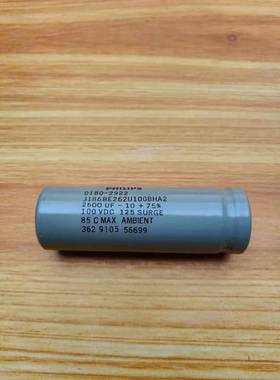 PHILIPS
0180-2922
3186BE262U100BHA2
2600 UF -10 +75%
100 VDC 125 SURGE
85 C MAX AMBIENT
362 9105 56699